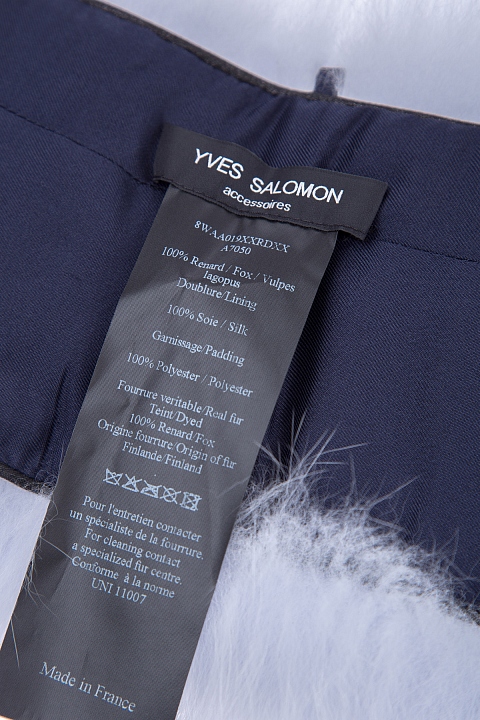 YVES SALOMON
accessoires
8WAA019XXRDXX
A7050
100% Renard / Fox / Vulpes
lagopus
Doublure/Lining
100% Soie / Silk
Garnissage/Padding
100% Polyester / Polyester
Fourrure veritable/Real fur
Teint/Dyed
100% Renard/Fox
Origine fourrure/Origin of fur
Finlande/Finland
Pour l'entretien contacter
un spécialiste de la fourrure.
For cleaning contact
a specialized fur centre.
Conforme à la norme
UNI 11007
Made in France